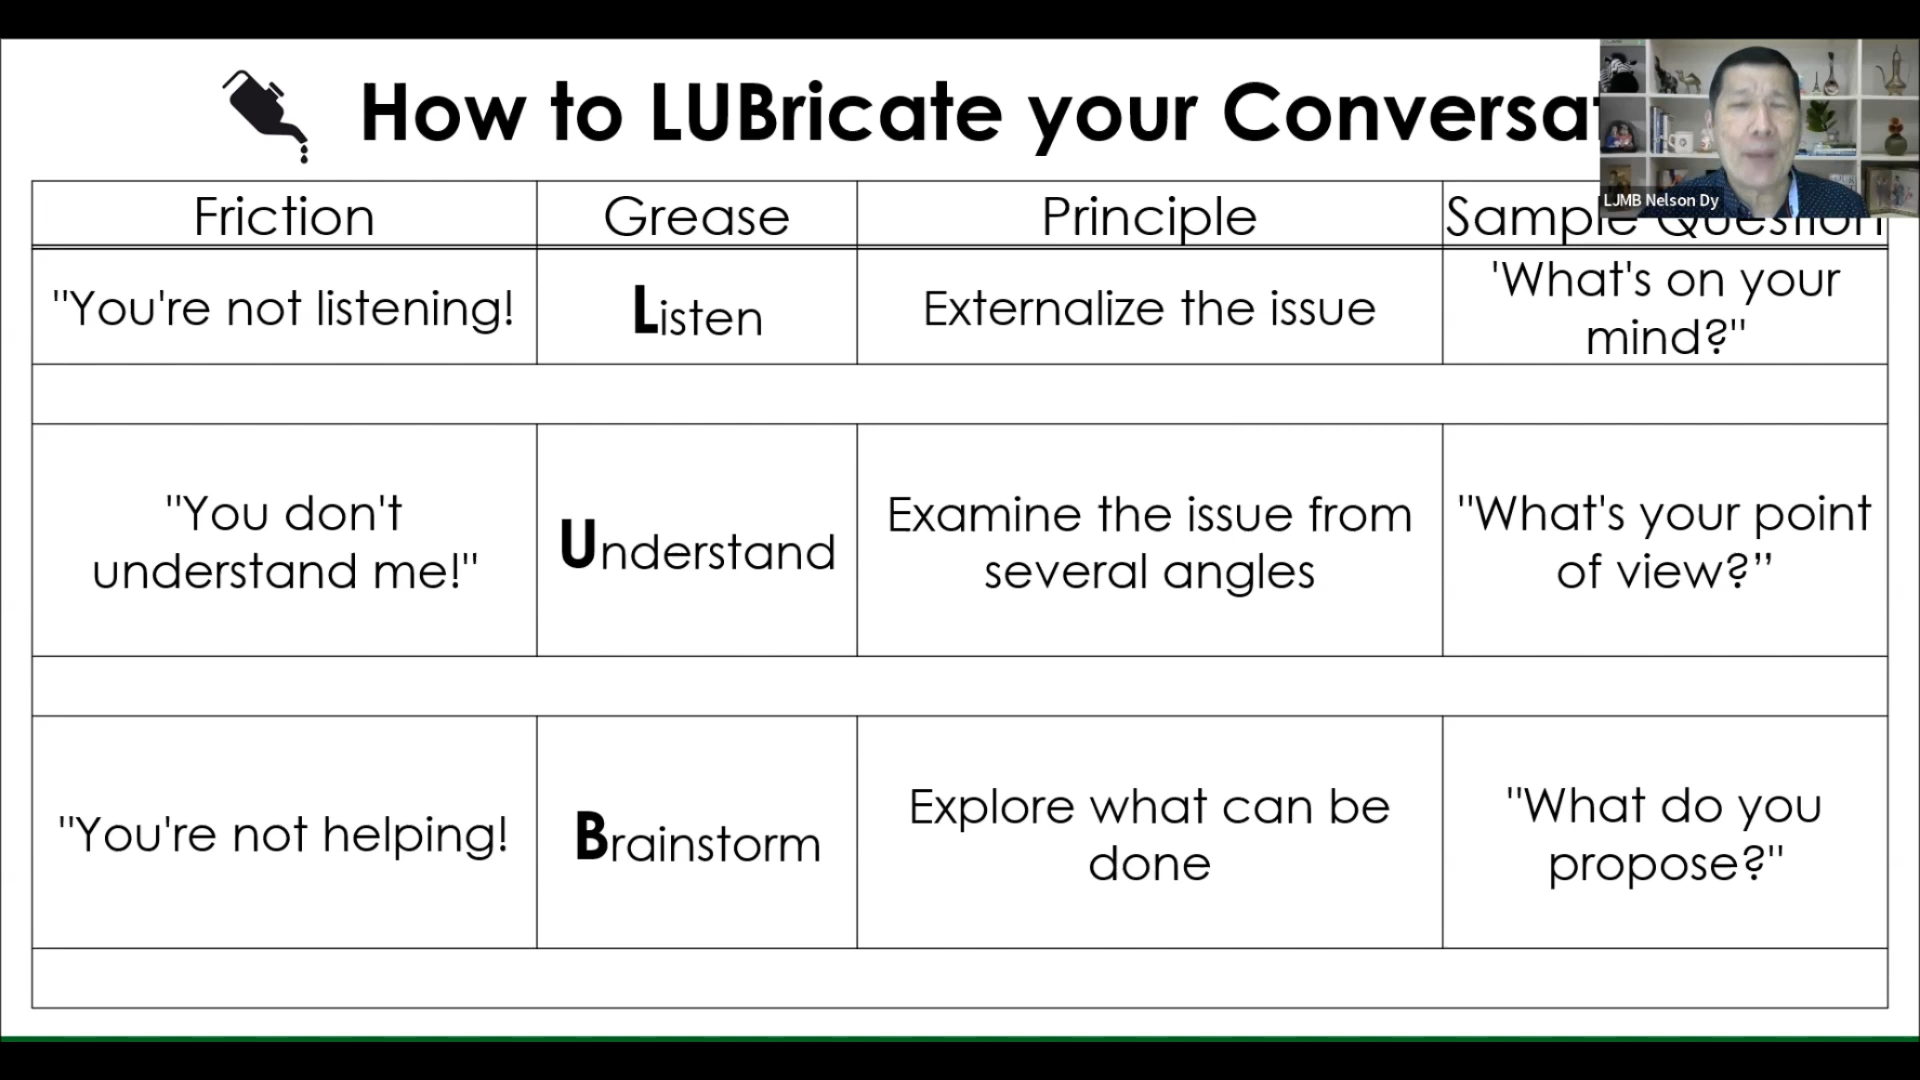 How to LUBricate your Conversa
LJMB Nelson Dy
Friction Grease Principle Sample Question
"You're not listening! Listen Externalize the issue 'What's on your
mind?"
"You don't
understand me!" Understand Examine the issue from
several angles "What's your point
of view?”
"You're not helping! Brainstorm Explore what can be
done "What do you
propose?"